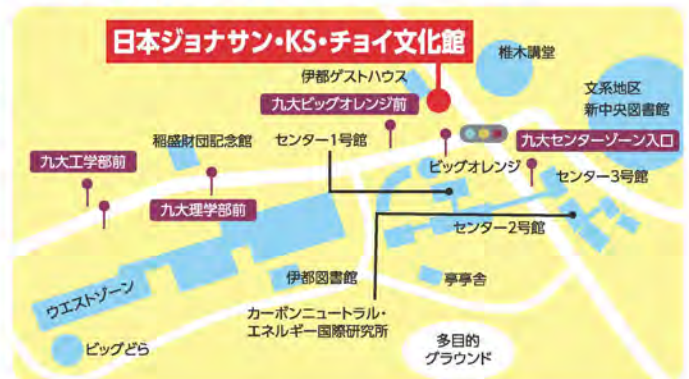 日本ジョナサン・KS・チョイ文化館
椎木講堂
伊都ゲストハウス
文系地区
新中央図書館
九大ビッグオレンジ前
稲盛財団記念館
センター1号館
九大センターゾーン入口
九大工学部前
ビッグオレンジ
センター3号館
九大理学部前
センター2号館
伊都図書館
亭亭舎
ウエストゾーン
カーボンニュートラル・
エネルギー国際研究所
ビッグどら
多目的
グラウンド